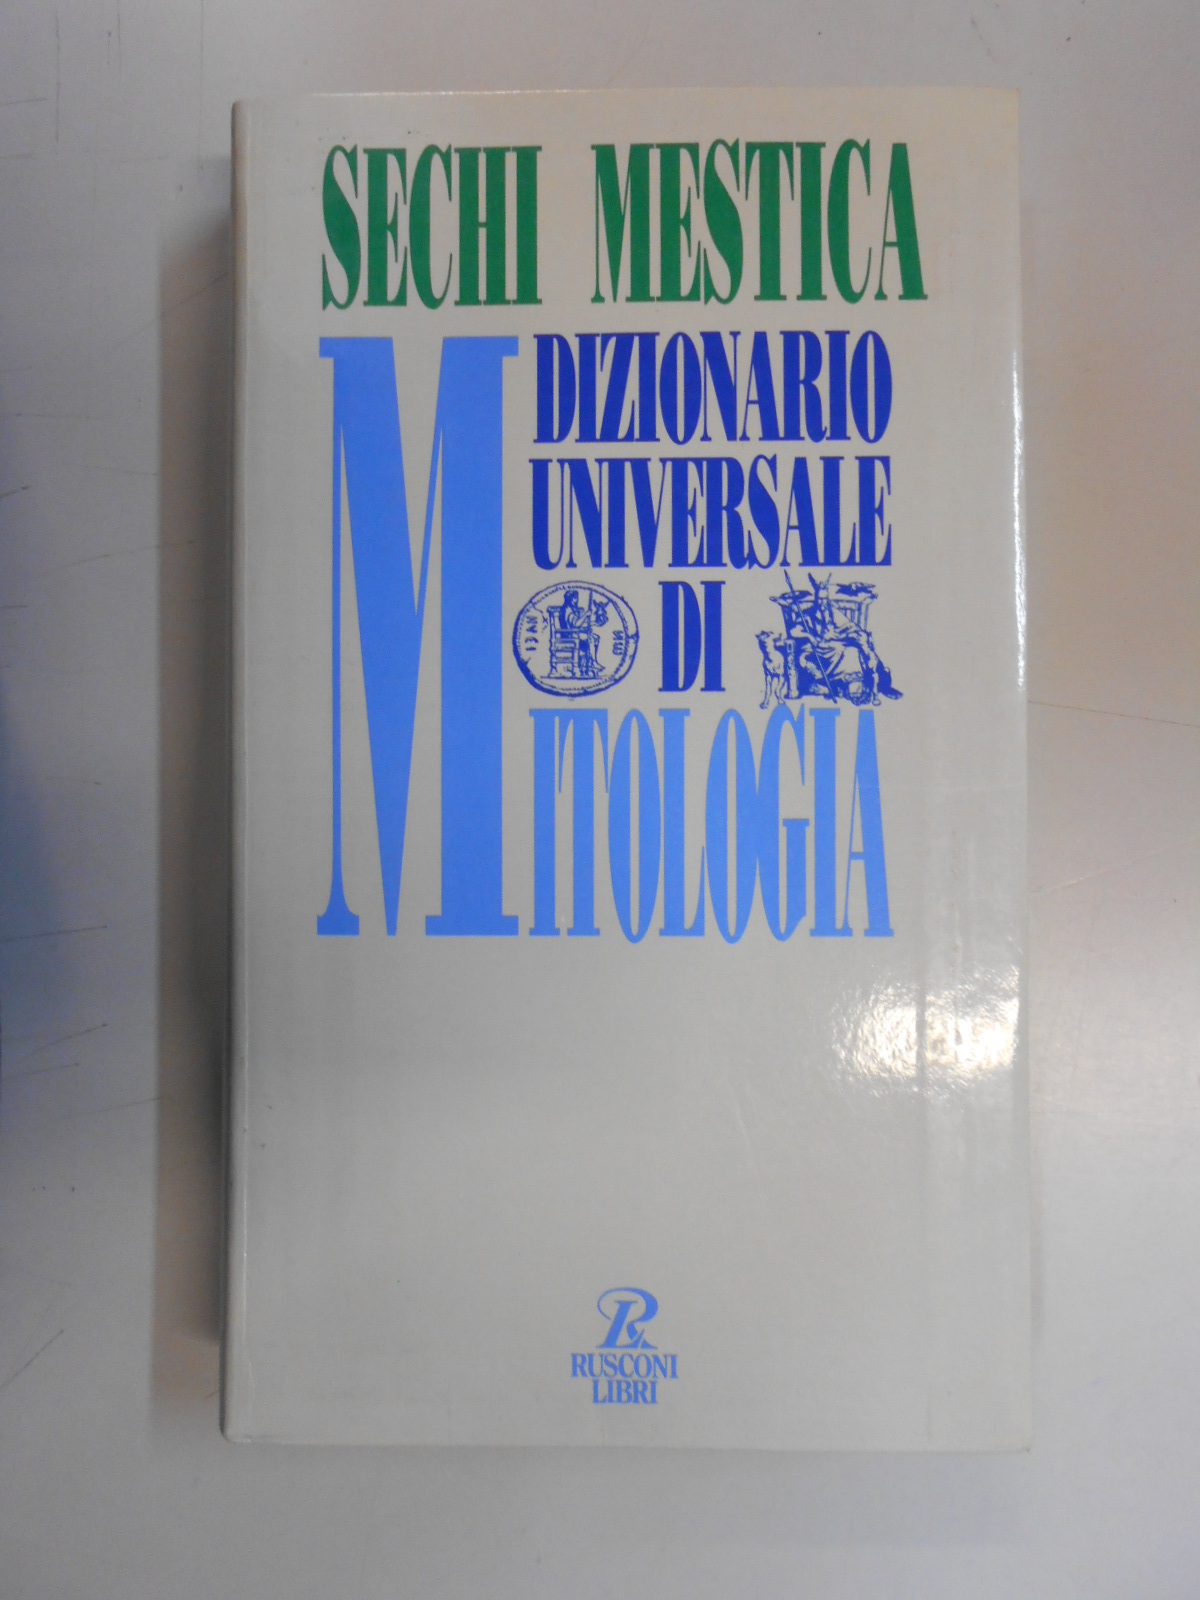 SECHI MESTICA
DIZIONARIO
UNIVERSALE
DI
MITOLOGIA
RUSCONI
LIBRI